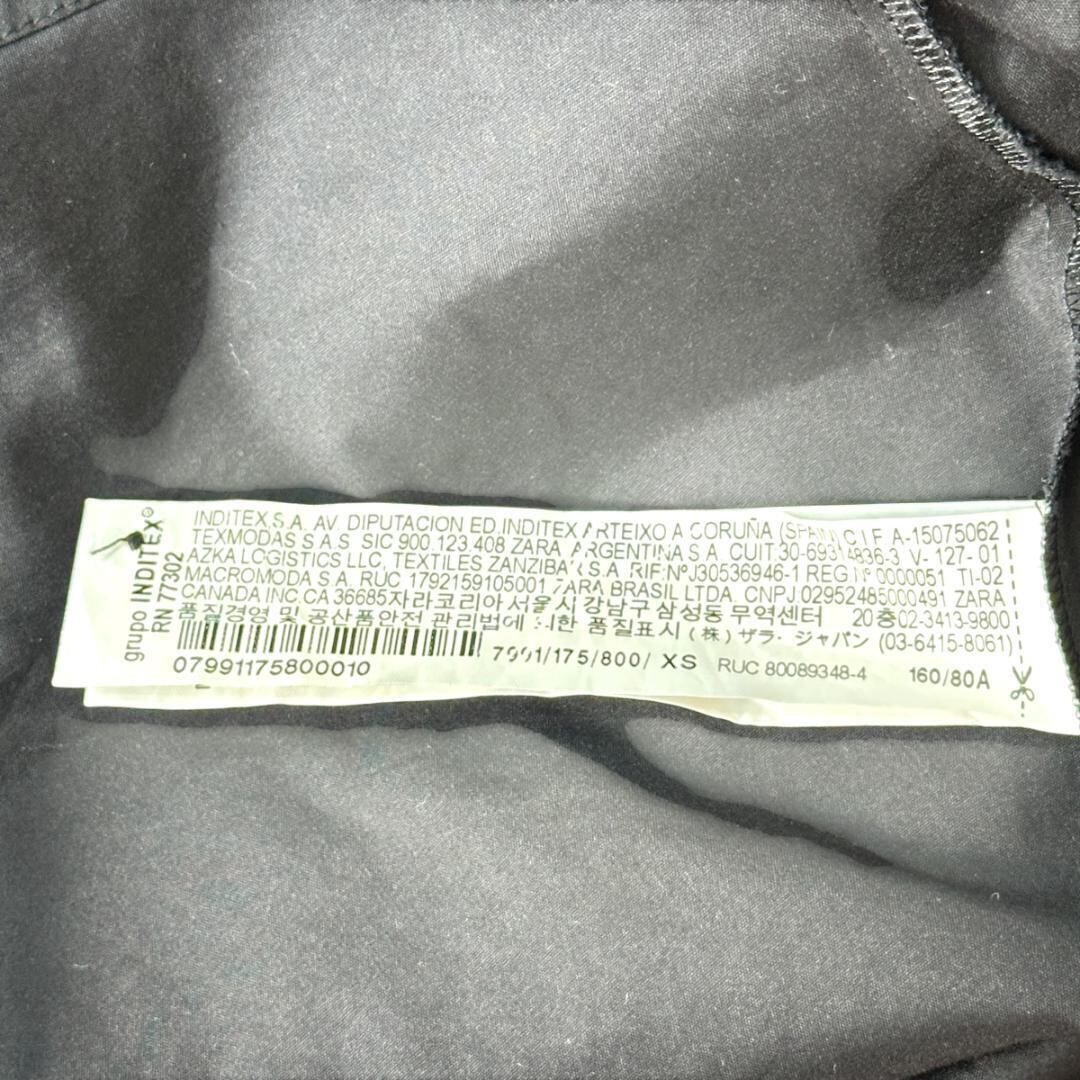 grupo INDITEX®
RN 77302
INDITEX,S.A. AV. DIPUTACION ED.INDITEX ARTEIXO A CORUÑA (SPAIN) C I F A-15075062
TEXMODAS S.A.S SIC 900.123.408 ZARA ARGENTINA S.A. CUIT:30-69314836-3 V- 127- 01
AZKA LOGISTICS LLC, TEXTILES ZANZIBAR,S.A. RIF:NºJ30536946-1 REG Nº0000051 TI-02
MACROMODA S.A. RUC 1792159105001 ZARA BRASIL LTDA. CNPJ.02952485000491 ZARA
CANADA INC.CA 36685자라코리아 서울시 강남구 삼성동 무역센터 20층02-3413-9800
품질경영 및 공산품안전 관리법에 의한 품질표시 (株) ザラ・ジャパン (03-6415-8061)
07991175800010 7991/175/800/ XS RUC 80089348-4 160/80A